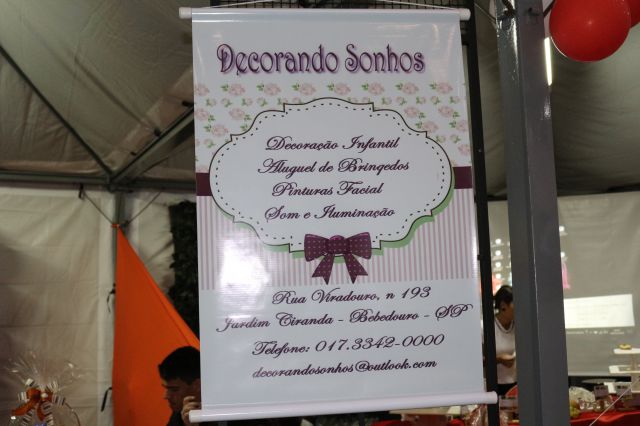 Decorando Sonhos
Decoração Infantil
Aluguel de Brinqedos
Pinturas Facial
Som e Iluminação
Rua Viradouro, n 193
Jardim Ciranda - Bebedouro - SP
Telefone: 017.3342-0000
decorandosonhos@outlook.com